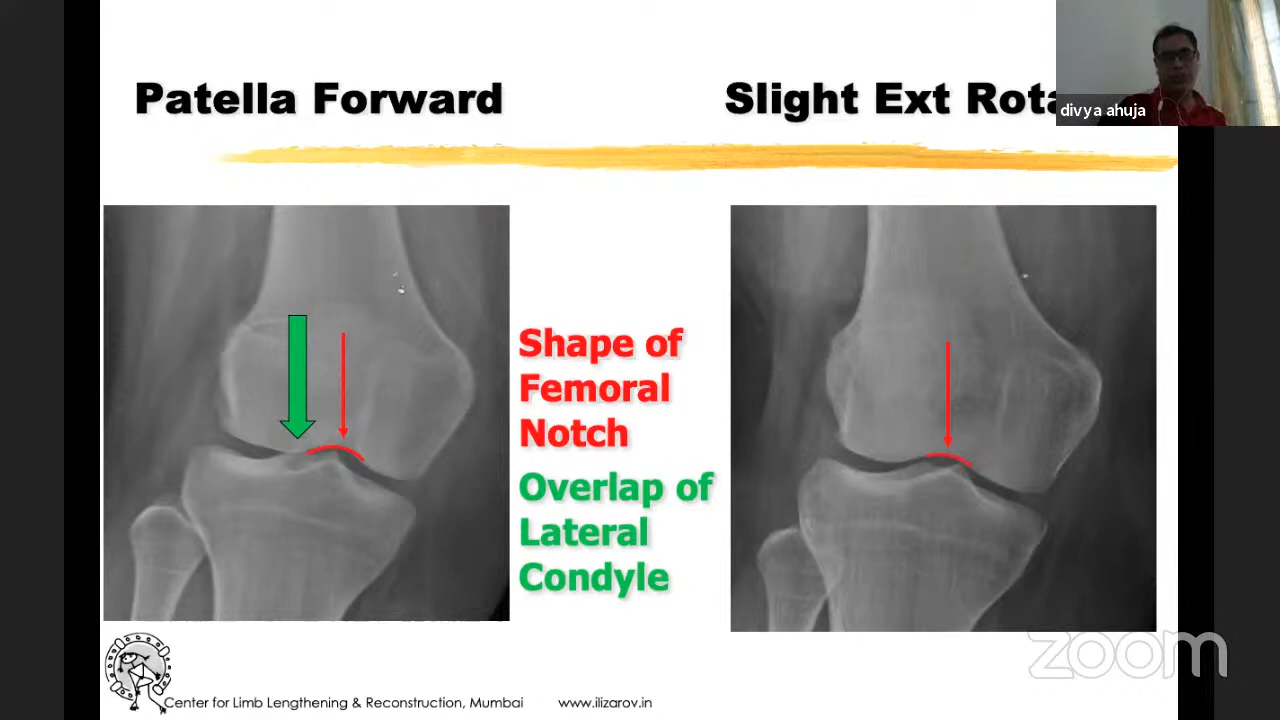 Patella Forward
Slight Ext Rota
divya ahuja
Shape of
Femoral
Notch
Overlap of
Lateral
Condyle
zoom
Center for Limb Lengthening & Reconstruction, Mumbai www.ilizarov.in